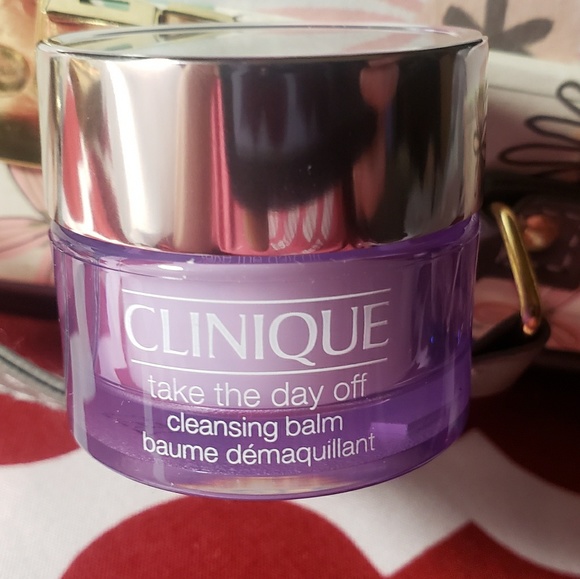 CLINIQUE
take the day off
cleansing balm
baume démaquillant